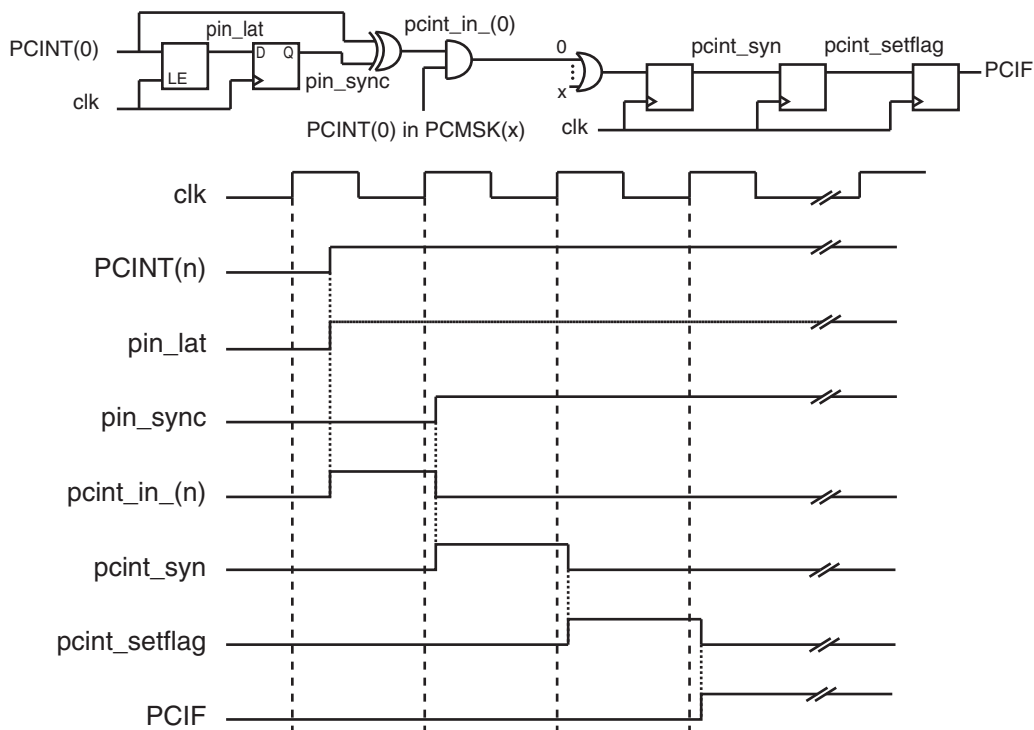 pin_lat
pcint_in_(0)
PCINT(0)
LE
D Q
pin_sync
clk
PCINT(0) in PCMSK(x)
0
x
clk
pcint_syn
pcint_setflag
PCIF
clk
PCINT(n)
pin_lat
pin_sync
pcint_in_(n)
pcint_syn
pcint_setflag
PCIF